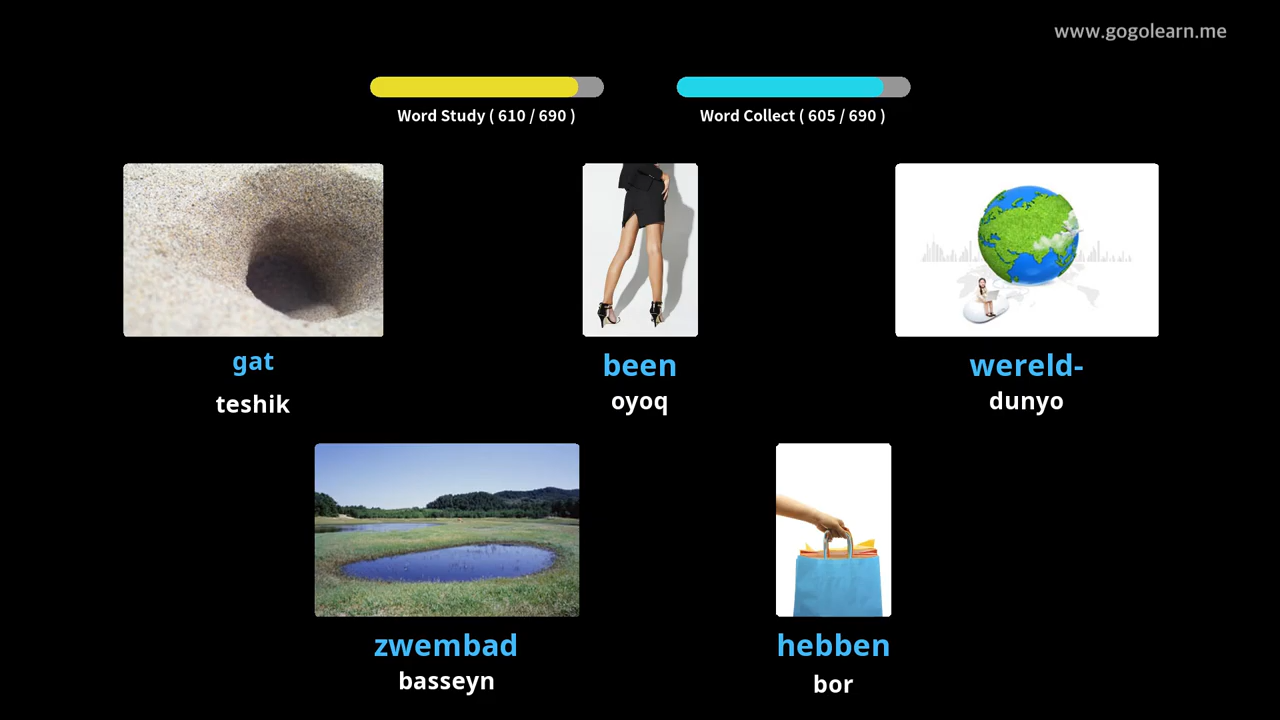 www.gogolearn.me
Word Study ( 610 / 690 )
Word Collect ( 605 / 690 )
gat
teshik
been
oyoq
wereld-
dunyo
zwembad
basseyn
hebben
bor